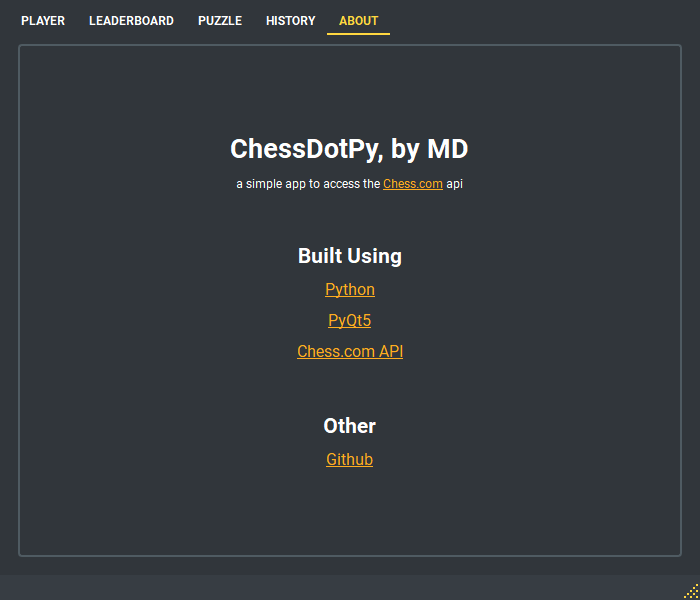 PLAYER LEADERBOARD PUZZLE HISTORY ABOUT
ChessDotPy, by MD
a simple app to access the Chess.com api
Built Using
Python
PyQt5
Chess.com API
Other
Github